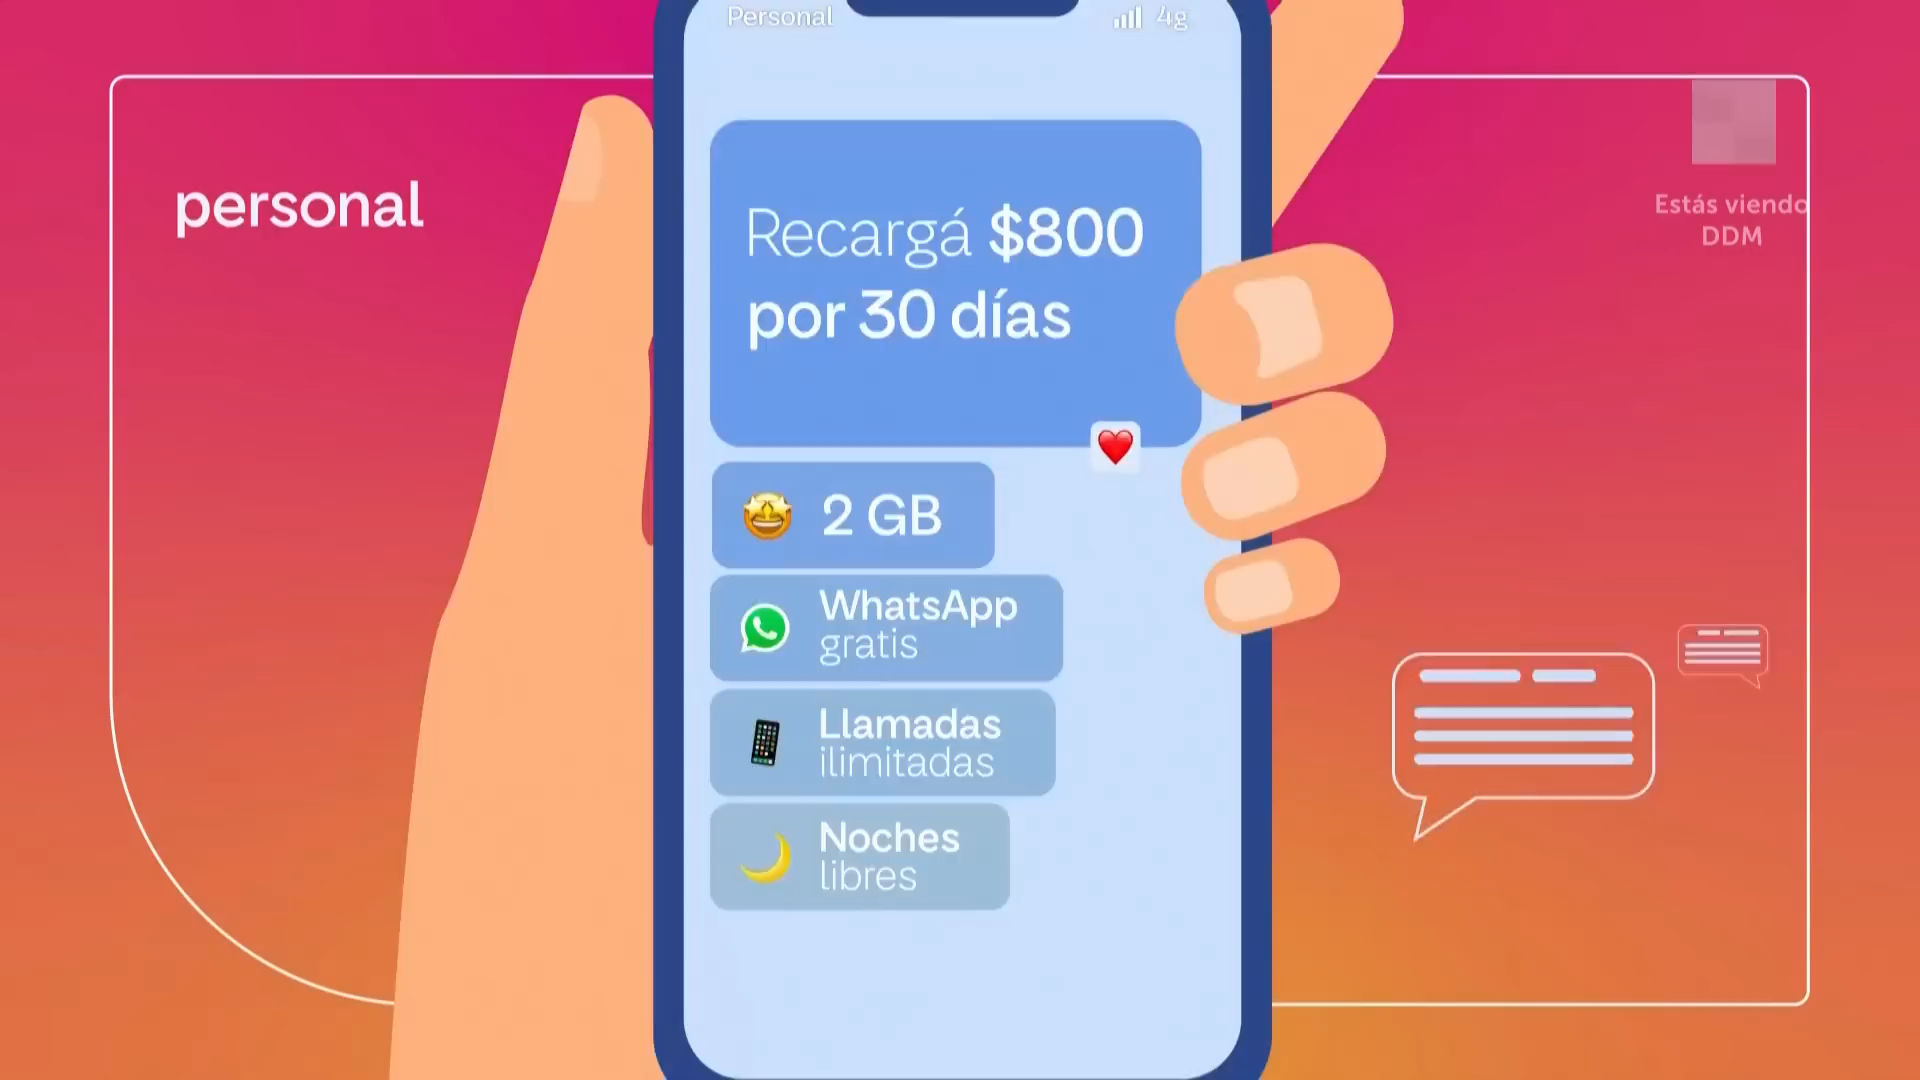 Personal
4g
personal
Estás viendo
DDM
Recargá $800
por 30 días
2 GB
WhatsApp
gratis
Llamadas
ilimitadas
Noches
libres